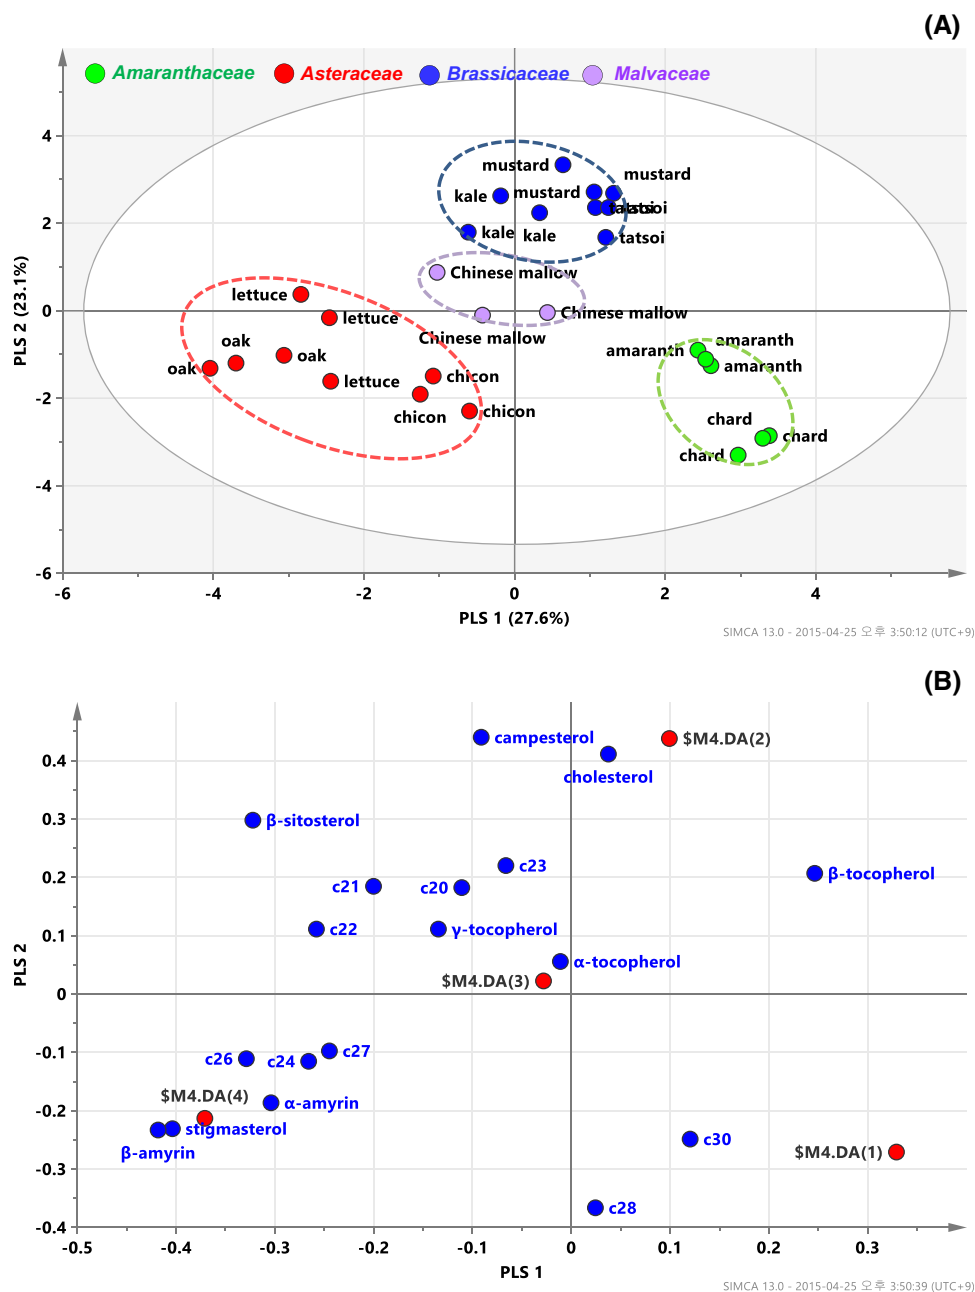 (A)
Amaranthaceae Asteraceae Brassicaceae Malvaceae
4
mustard
mustard
kale mustard
tatsoi tatsoi
2
kale kale tatsoi
Chinese mallow
lettuce
0
lettuce Chinese mallow
Chinese mallow
oak amaranth
amaranth
oak
oak amaranth
lettuce chicon
-2
chicon chicon
chard
chard
chard
-4
-6
-6 -4 -2 0 2 4
PLS 1 (27.6%)
PLS 2 (23.1%)
SIMCA 13.0 - 2015-04-25 오후 3:50:12 (UTC+9)
(B)
campesterol $M4.DA(2)
0.4
cholesterol
0.3
β-sitosterol
c23
0.2
β-tocopherol
c21 c20
0.1
c22 γ-tocopherol
α-tocopherol
$M4.DA(3)
0
-0.1
c26 c24 c27
$M4.DA(4) α-amyrin
-0.2
stigmasterol
β-amyrin
c30
$M4.DA(1)
-0.3
c28
-0.4
-0.5 -0.4 -0.3 -0.2 -0.1 0 0.1 0.2 0.3
PLS 1
PLS 2
SIMCA 13.0 - 2015-04-25 오후 3:50:39 (UTC+9)